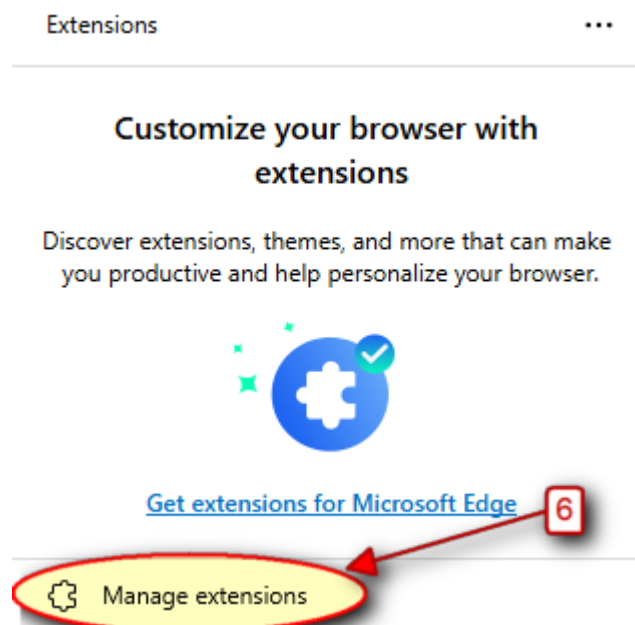 Extensions
Customize your browser with
extensions
Discover extensions, themes, and more that can make
you productive and help personalize your browser.
Get extensions for Microsoft Edge
6
Manage extensions